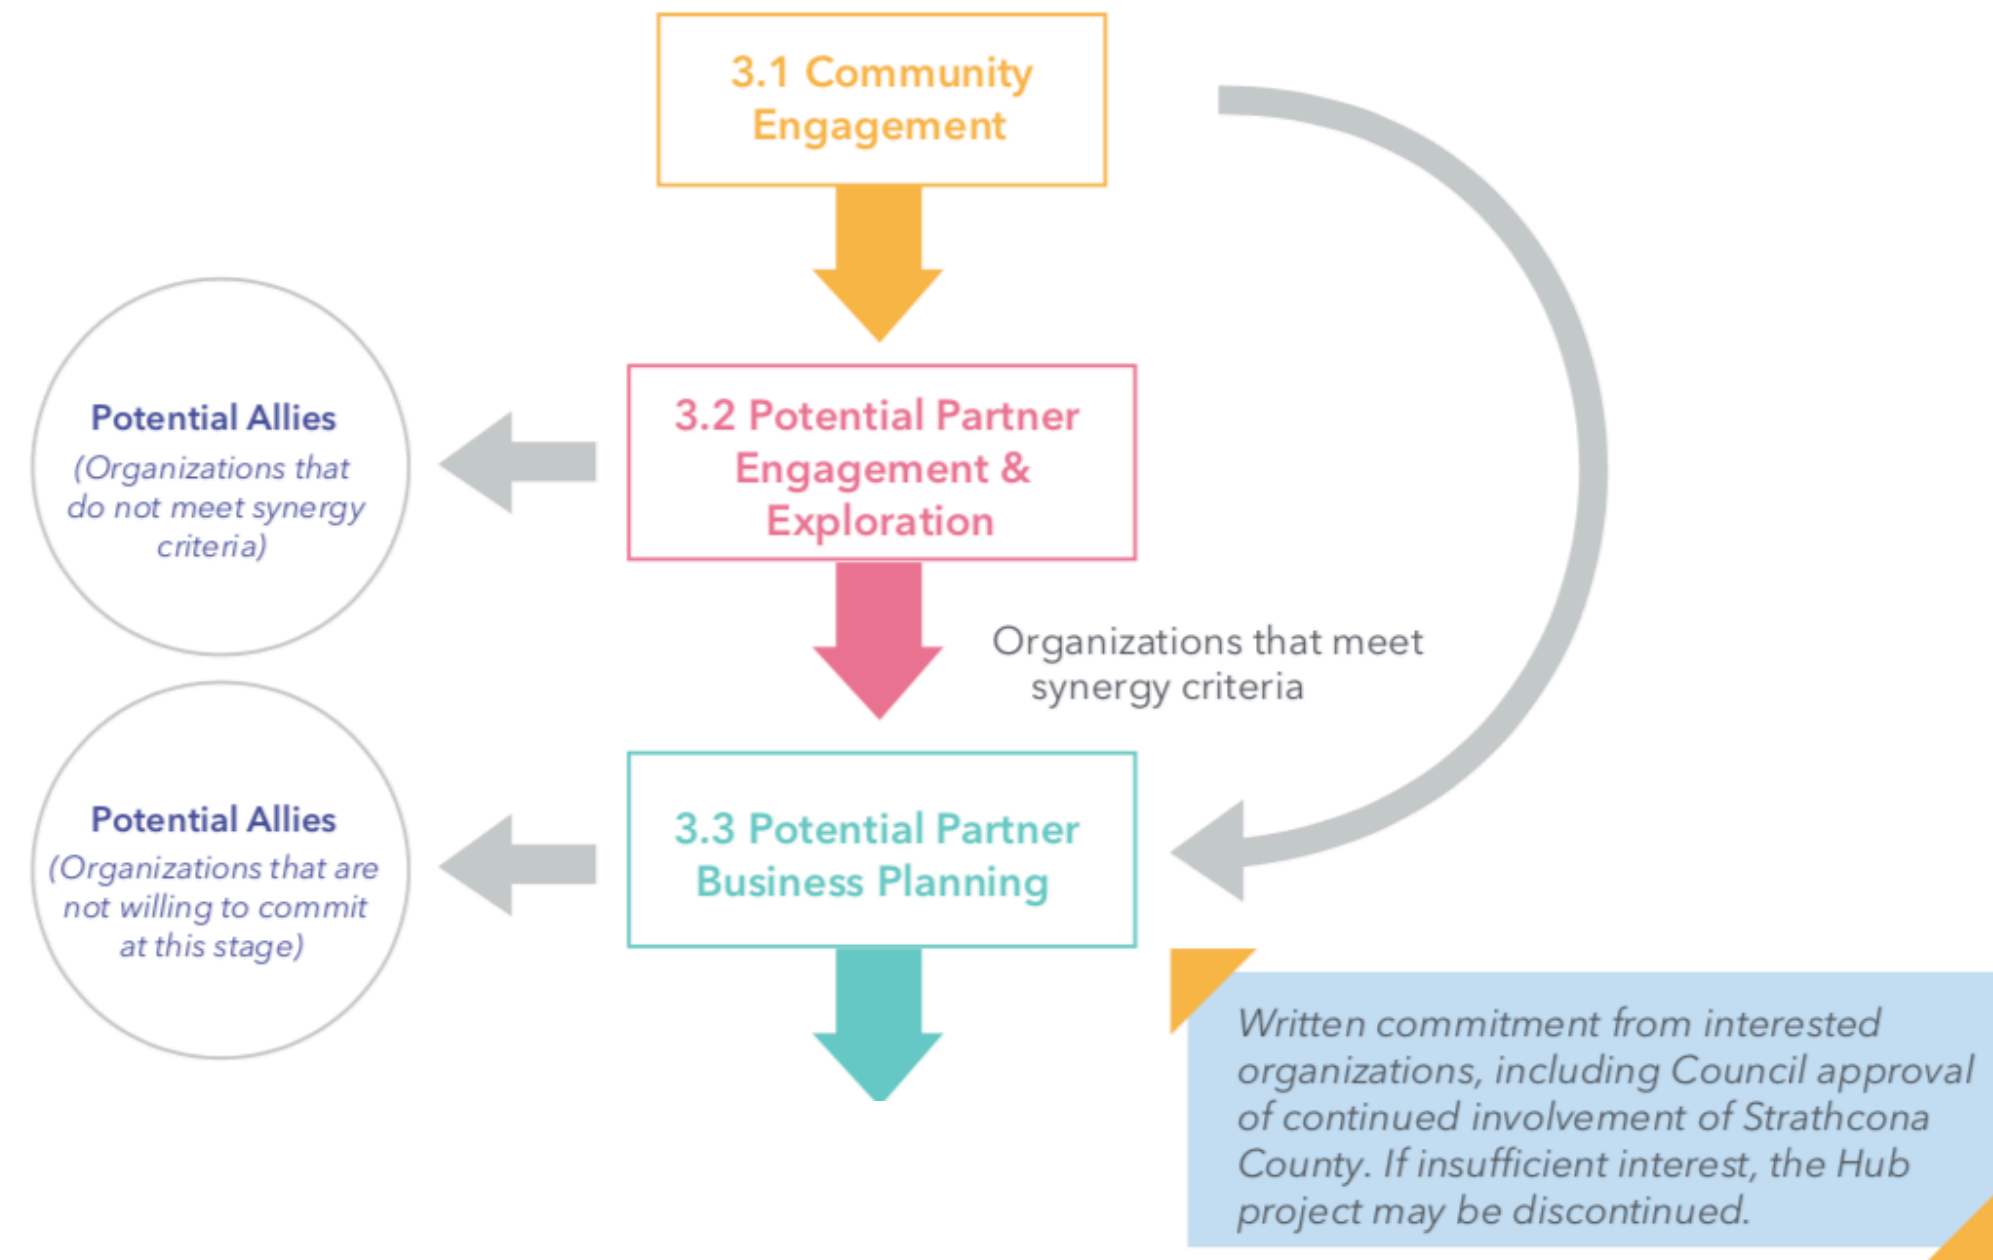 3.1 Community
Engagement
Potential Allies
(Organizations that
do not meet synergy
criteria)
3.2 Potential Partner
Engagement &
Exploration
Organizations that meet
synergy criteria
Potential Allies
(Organizations that are
not willing to commit
at this stage)
3.3 Potential Partner
Business Planning
Written commitment from interested
organizations, including Council approval
of continued involvement of Strathcona
County. If insufficient interest, the Hub
project may be discontinued.